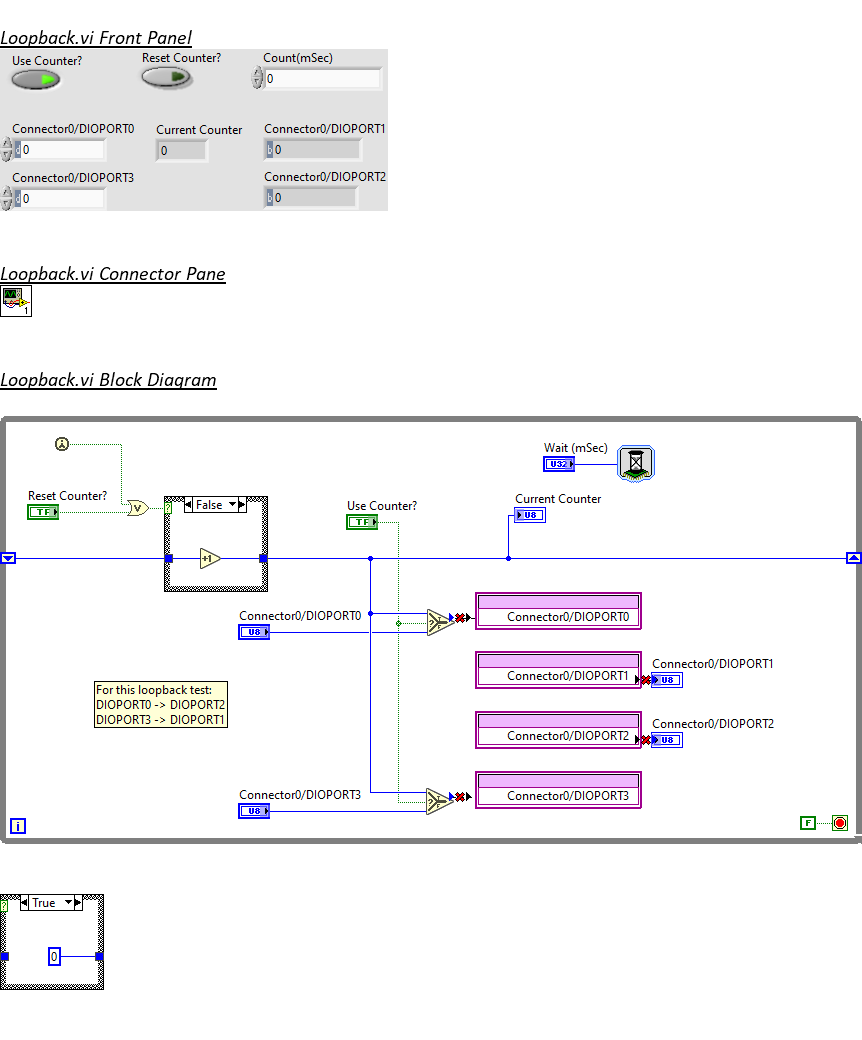 Loopback.vi Front Panel
Use Counter?
Reset Counter?
Count(mSec)
0
Connector0/DIOPORT0
Current Counter
Connector0/DIOPORT1
d 0
0
b 0
Connector0/DIOPORT3
Connector0/DIOPORT2
d 0
b 0
Loopback.vi Connector Pane
1
Loopback.vi Block Diagram
Wait (mSec)
U32
Reset Counter?
TF
V
?
False
Use Counter?
TF
Current Counter
U8
+1
Connector0/DIOPORT0
U8
? T F
Connector0/DIOPORT0
Connector0/DIOPORT1
Connector0/DIOPORT1
U8
For this loopback test:
DIOPORT0 -> DIOPORT2
DIOPORT3 -> DIOPORT1
Connector0/DIOPORT2
Connector0/DIOPORT2
U8
Connector0/DIOPORT3
U8
? T F
Connector0/DIOPORT3
i
F
?
True
0